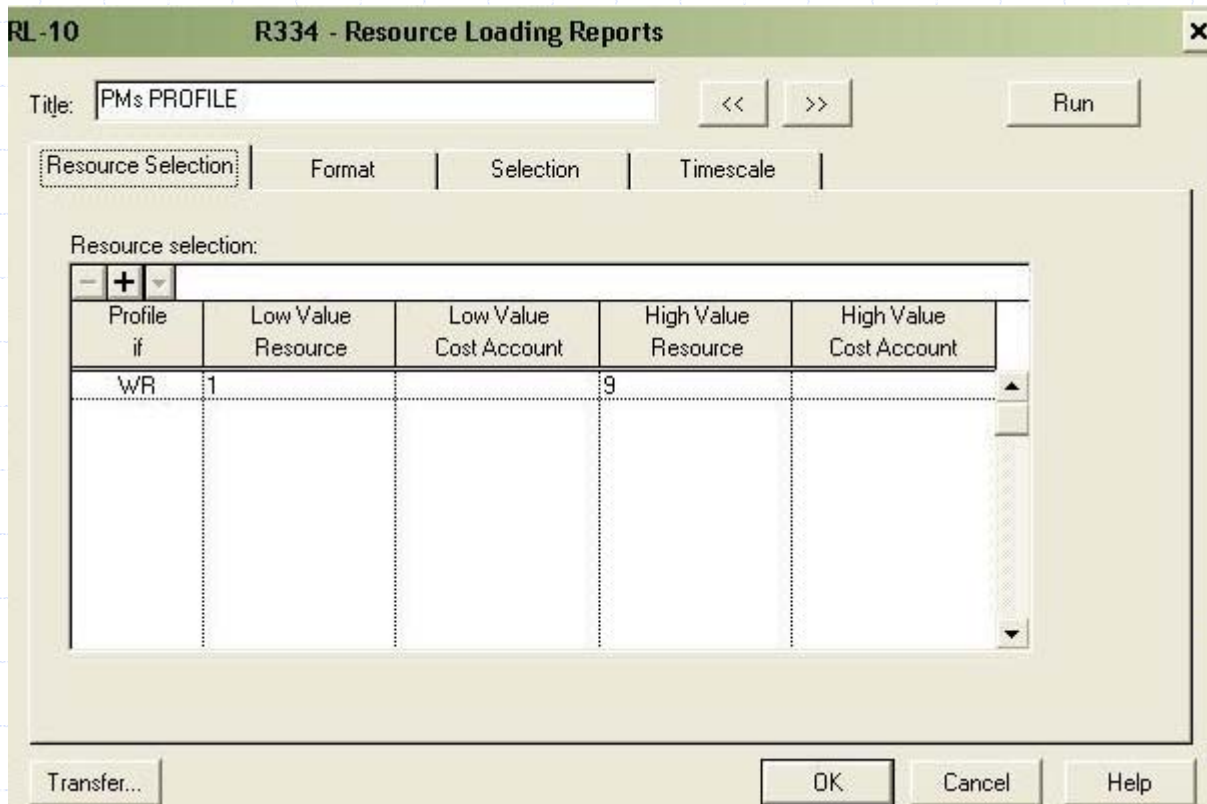 RL-10 R334 - Resource Loading Reports
Title: PMs PROFILE << >> Run
Resource Selection Format Selection Timescale
Resource selection:
Profile if Low Value Resource Low Value Cost Account High Value Resource High Value Cost Account
WR 1 9
Transfer... OK Cancel Help